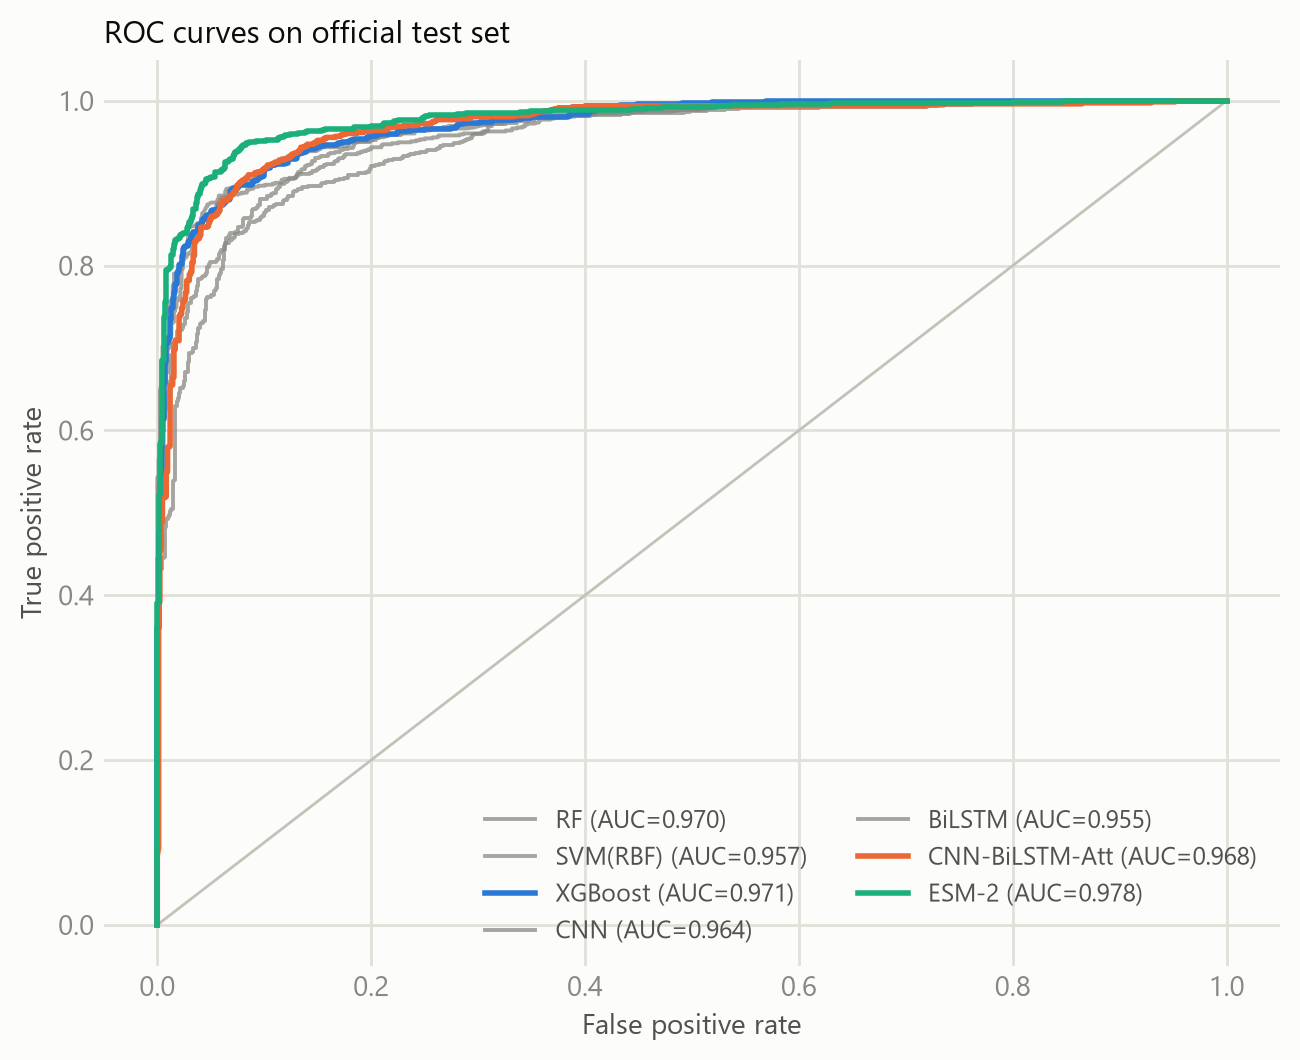 ROC curves on official test set
1.0
0.8
0.6
0.4
0.2
0.0
True positive rate
RF (AUC=0.970)
SVM(RBF) (AUC=0.957)
XGBoost (AUC=0.971)
CNN (AUC=0.964)
BiLSTM (AUC=0.955)
CNN-BiLSTM-Att (AUC=0.968)
ESM-2 (AUC=0.978)
0.0 0.2 0.4 0.6 0.8 1.0
False positive rate